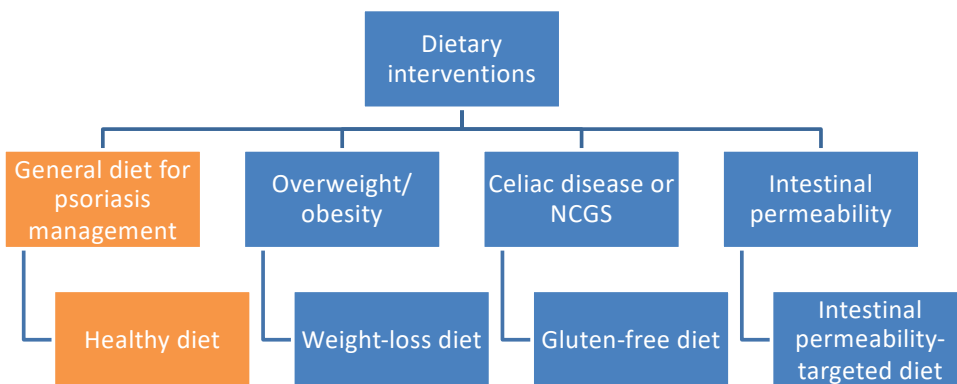 Dietary
interventions
General diet for
psoriasis
management
Overweight/
obesity
Celiac disease or
NCGS
Intestinal
permeability
Healthy diet
Weight-loss diet
Gluten-free diet
Intestinal
permeability-
targeted diet